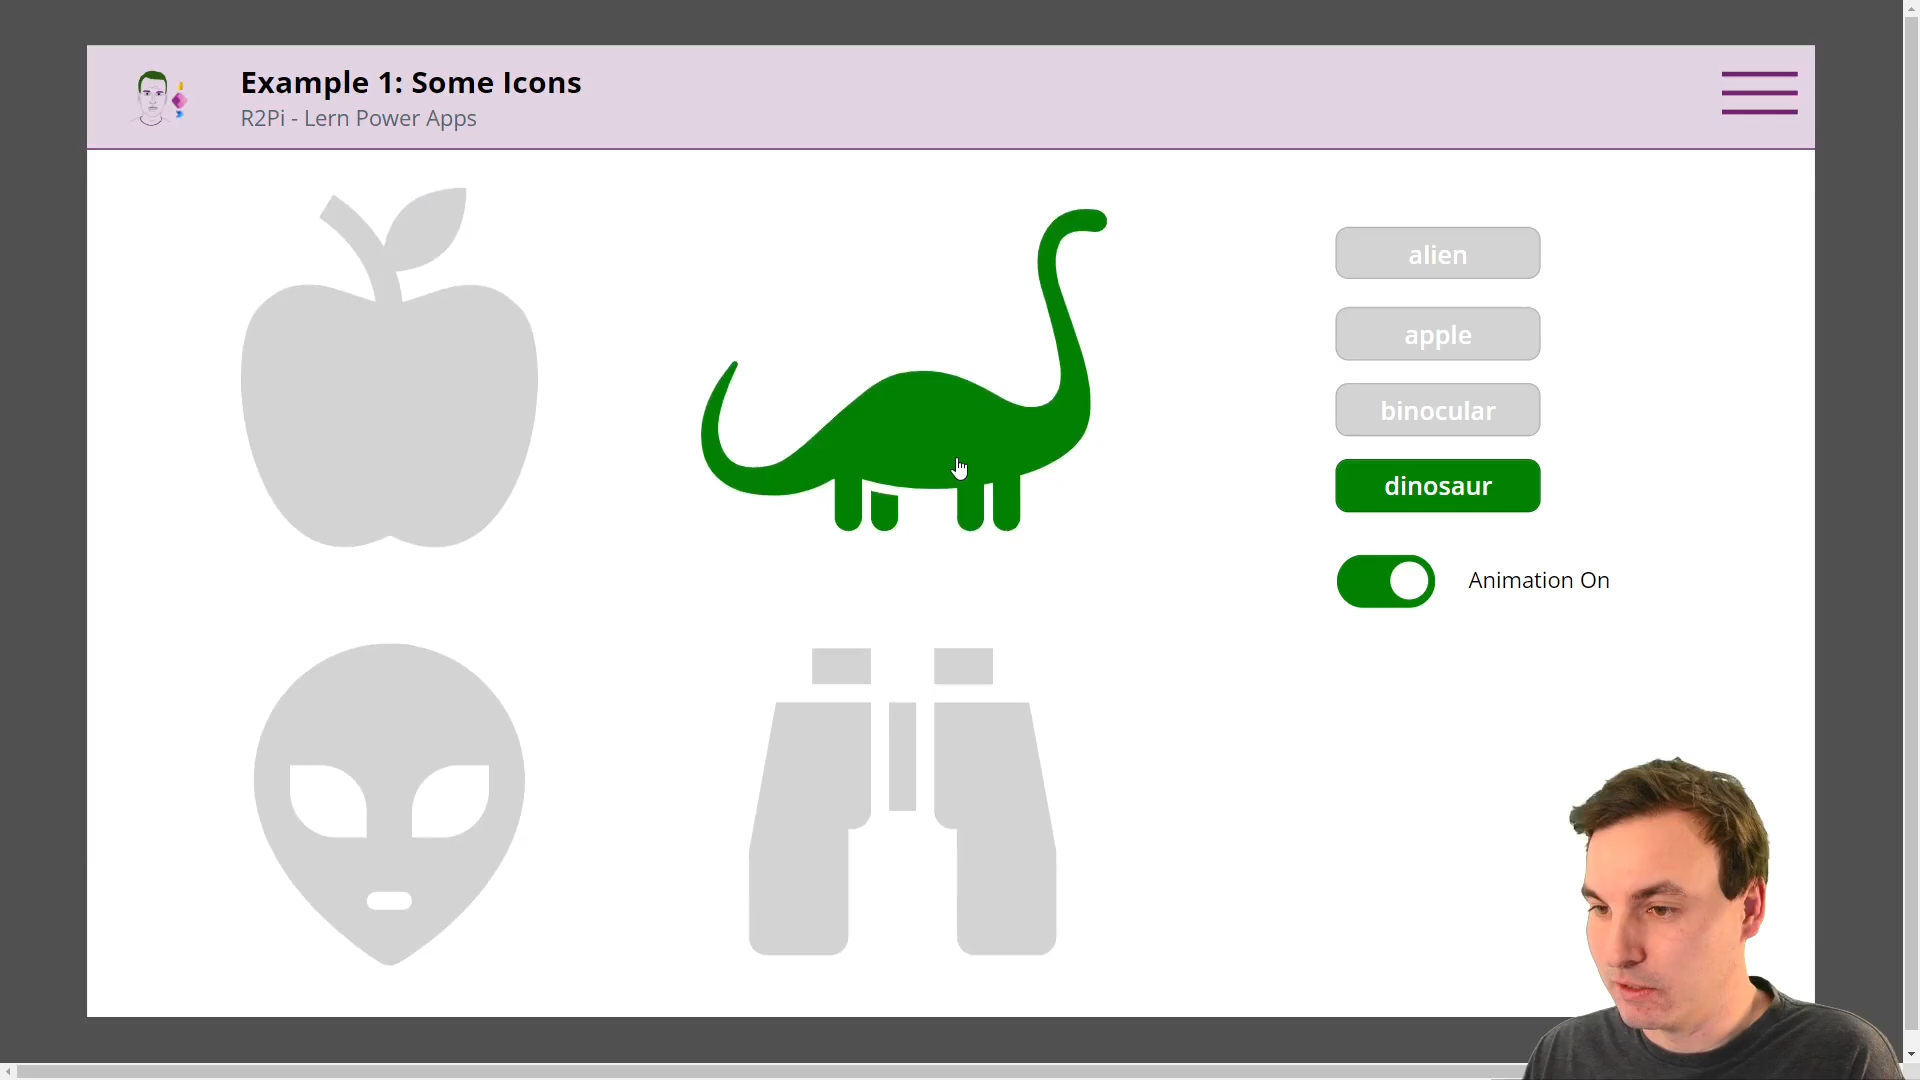 Example 1: Some Icons
R2Pi - Lern Power Apps
alien
apple
binocular
dinosaur
Animation On